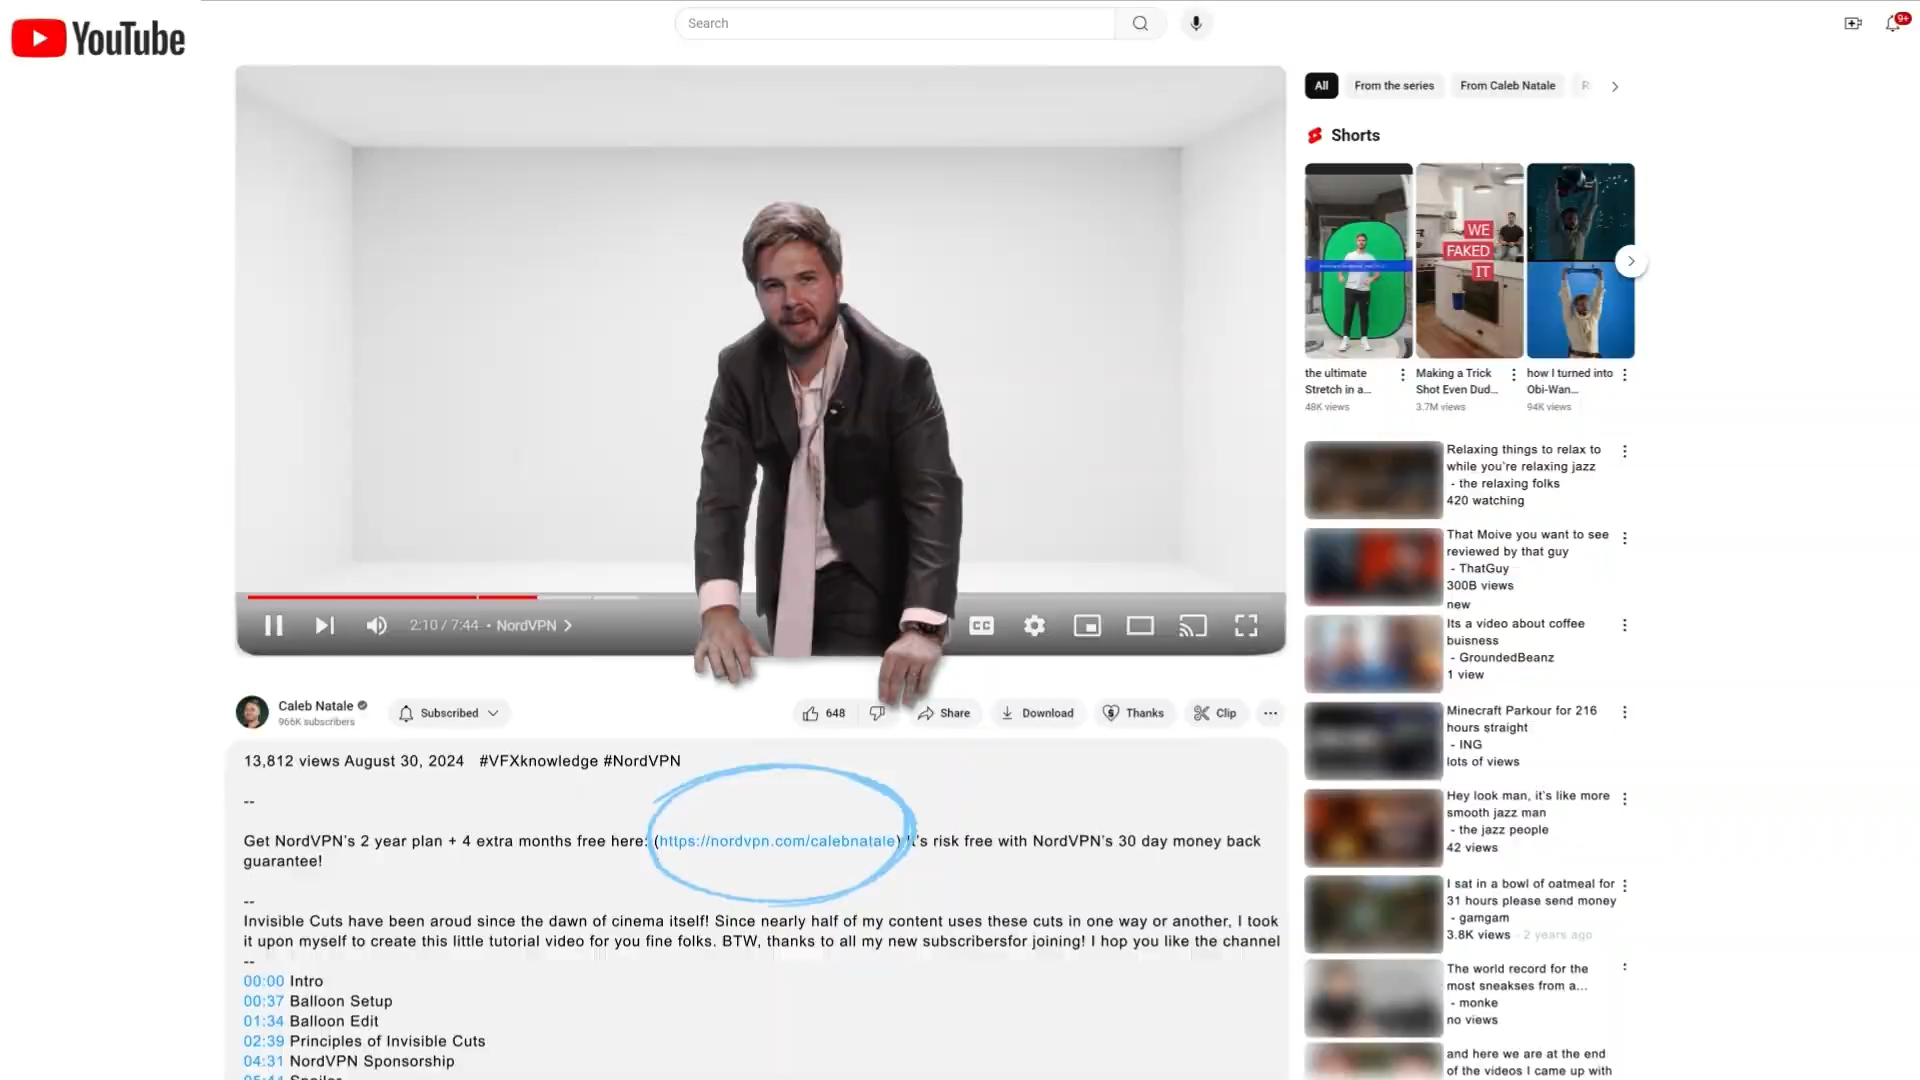 YouTube
Search
9+
All
From the series
From Caleb Natale
R
Shorts
WE
FAKED
IT
the ultimate
Stretch in a...
48K views
Making a Trick
Shot Even Dud...
3.7M views
how I turned into
Obi-Wan...
94K views
2:10 / 7:44 • NordVPN
CC
Caleb Natale
966K subscribers
Subscribed
648
Share
Download
Thanks
Clip
13,812 views August 30, 2024 #VFXknowledge #NordVPN
--
Get NordVPN's 2 year plan + 4 extra months free here: (https://nordvpn.com/calebnatale) It's risk free with NordVPN's 30 day money back
guarantee!
--
Invisible Cuts have been aroud since the dawn of cinema itself! Since nearly half of my content uses these cuts in one way or another, I took
it upon myself to create this little tutorial video for you fine folks. BTW, thanks to all my new subscribersfor joining! I hop you like the channel
--
00:00 Intro
00:37 Balloon Setup
01:34 Balloon Edit
02:39 Principles of Invisible Cuts
04:31 NordVPN Sponsorship
05:44 Spoiler
Relaxing things to relax to
while you're relaxing jazz
- the relaxing folks
420 watching
That Moive you want to see
reviewed by that guy
- ThatGuy
300B views
new
Its a video about coffee
buisness
- GroundedBeanz
1 view
Minecraft Parkour for 216
hours straight
- ING
lots of views
Hey look man, it's like more
smooth jazz man
- the jazz people
42 views
I sat in a bowl of oatmeal for
31 hours please send money
- gamgam
3.8K views - 2 years ago
The world record for the
most sneakses from a...
- monke
no views
and here we are at the end
of the videos I came up with